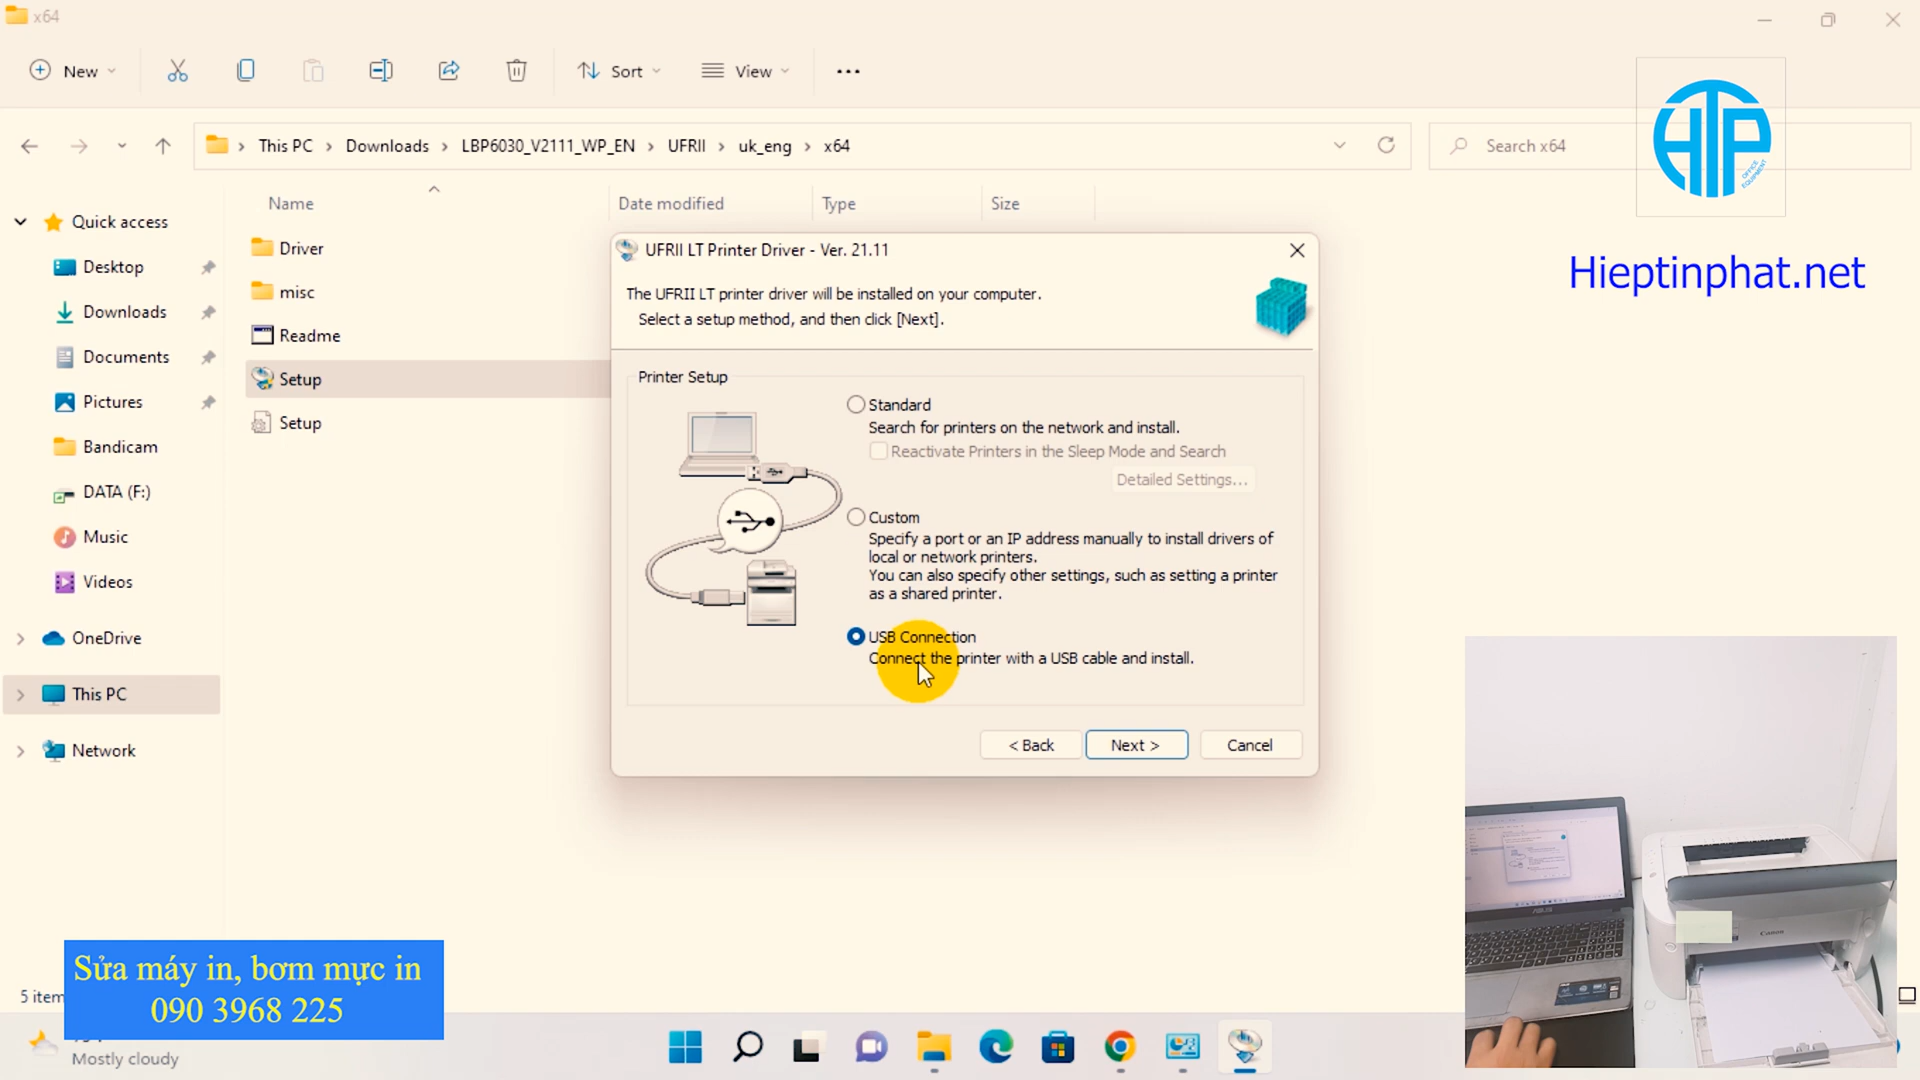 x64
New
Sort
View
This PC
Downloads
LBP6030_V2111_WP_EN
UFRII
uk_eng
x64
Search x64
HTP
OFFICE EQUIPMENT
Hieptinphat.net
Name
Date modified
Type
Size
Quick access
Desktop
Downloads
Documents
Pictures
Bandicam
DATA (F:)
Music
Videos
OneDrive
This PC
Network
Driver
misc
Readme
Setup
Setup
UFRII LT Printer Driver - Ver. 21.11
The UFRII LT printer driver will be installed on your computer.
Select a setup method, and then click [Next].
Printer Setup
Standard
Search for printers on the network and install.
Reactivate Printers in the Sleep Mode and Search
Detailed Settings...
Custom
Specify a port or an IP address manually to install drivers of
local or network printers.
You can also specify other settings, such as setting a printer
as a shared printer.
USB Connection
Connect the printer with a USB cable and install.
< Back
Next >
Cancel
Canon
ASUS
Sửa máy in, bơm mực in
090 3968 225
5 item
Mostly cloudy